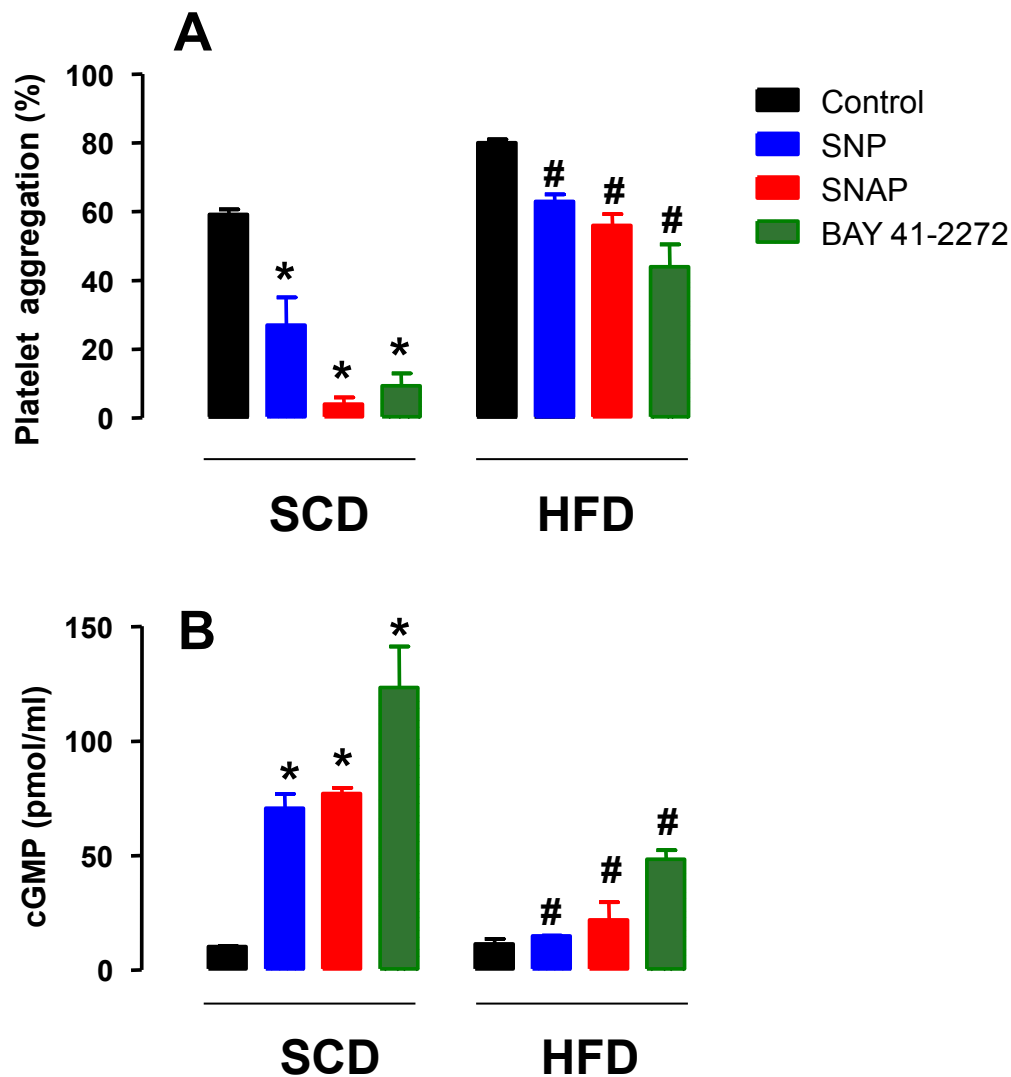 A
Platelet aggregation (%)
100
80
60
40
20
0
*
*
*
#
#
#
SCD
HFD
Control
SNP
SNAP
BAY 41-2272
B
cGMP (pmol/ml)
150
100
50
0
*
*
*
#
#
#
SCD
HFD